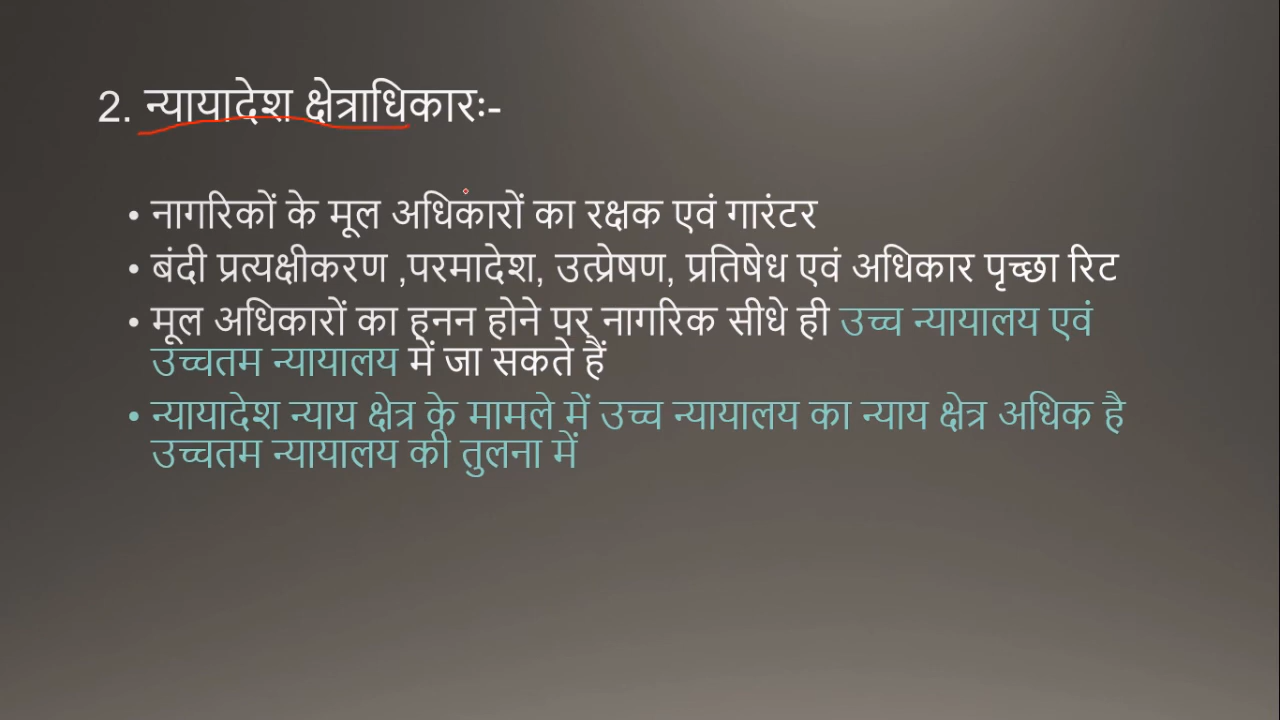 2. न्यायादेश क्षेत्राधिकारः-
• नागरिकों के मूल अधिकारों का रक्षक एवं गारंटर
• बंदी प्रत्यक्षीकरण ,परमादेश, उत्प्रेषण, प्रतिषेध एवं अधिकार पृच्छा रिट
• मूल अधिकारों का हनन होने पर नागरिक सीधे ही उच्च न्यायालय एवं
उच्चतम न्यायालय में जा सकते हैं
• न्यायादेश न्याय क्षेत्र के मामले में उच्च न्यायालय का न्याय क्षेत्र अधिक है
उच्चतम न्यायालय की तुलना में